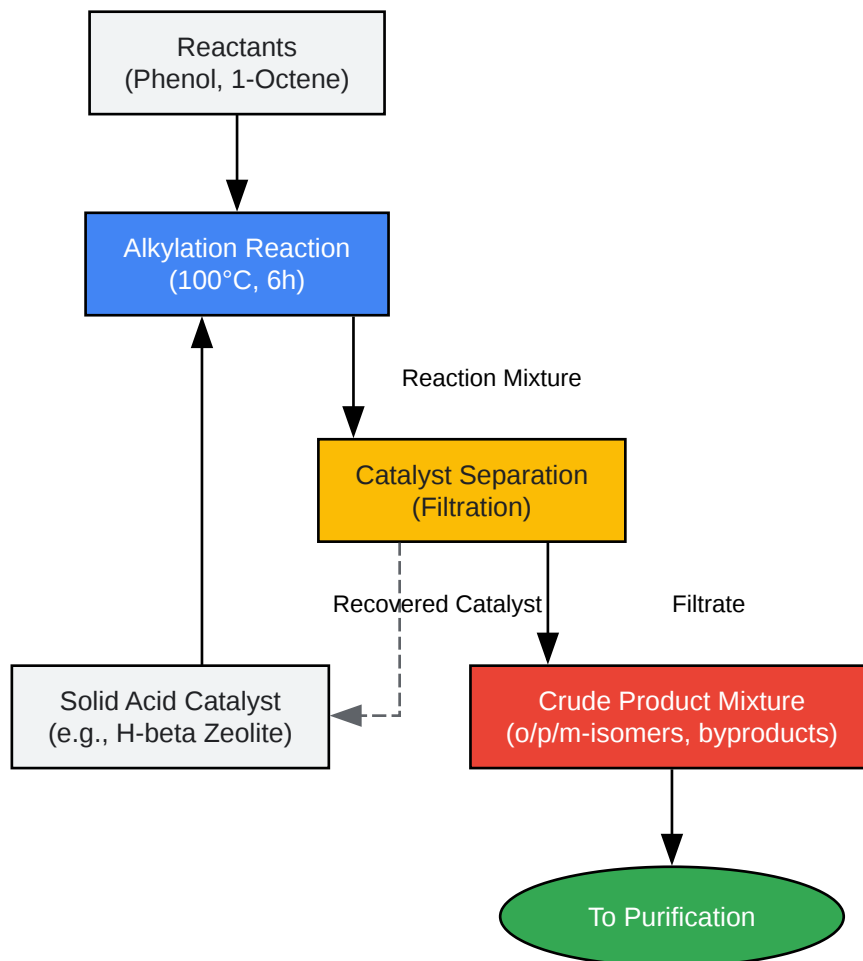 Reactants
(Phenol, 1-Octene)
Alkylation Reaction
(100°C, 6h)
Reaction Mixture
Catalyst Separation
(Filtration)
Recovered Catalyst
Filtrate
Solid Acid Catalyst
(e.g., H-beta Zeolite)
Crude Product Mixture
(o/p/m-isomers, byproducts)
To Purification